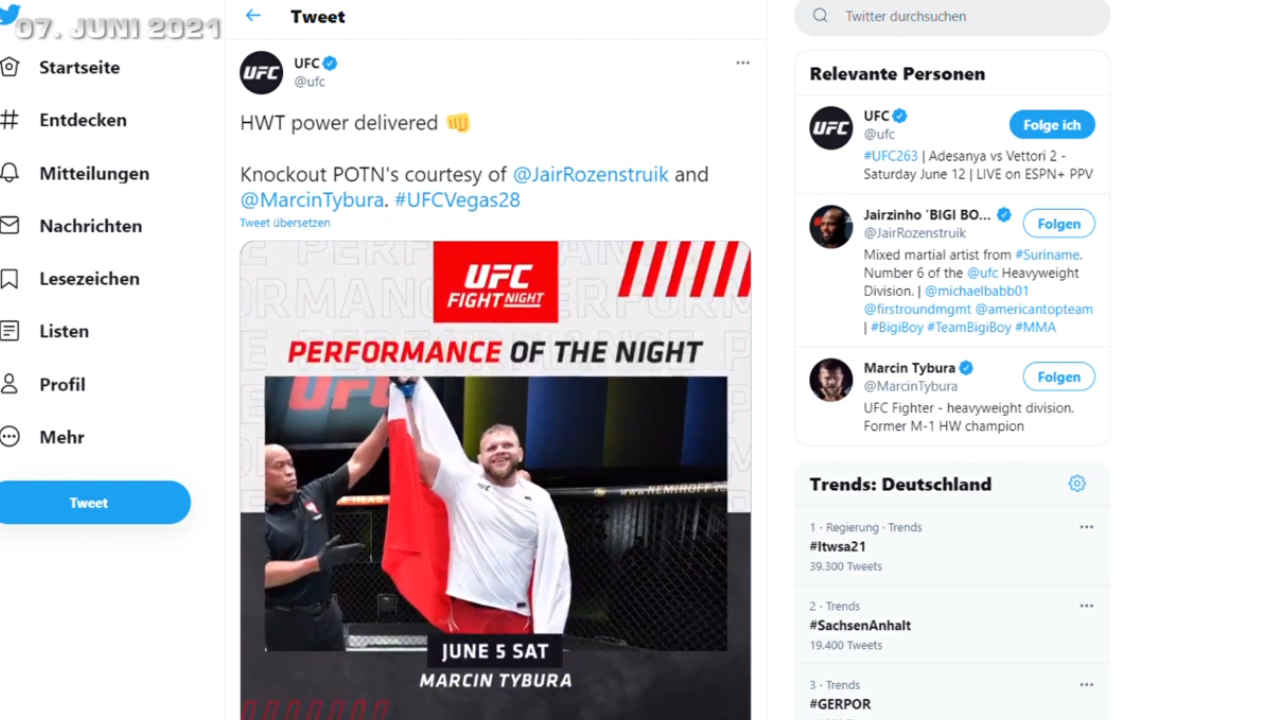 07. JUNI 2021
Startseite
Entdecken
Mitteilungen
Nachrichten
Lesezeichen
Listen
Profil
Mehr
Tweet
Tweet
UFC
UFC
@ufc
HWT power delivered 👊
Knockout POTN's courtesy of @JairRozenstruik and
@MarcinTybura. #UFCVegas28
Tweet übersetzen
UFC
FIGHT NIGHT
PERFORMANCE OF THE NIGHT
UFC
JUNE 5 SAT
MARCIN TYBURA
Twitter durchsuchen
Relevante Personen
UFC
UFC
@ufc
Folge ich
#UFC263 | Adesanya vs Vettori 2 -
Saturday June 12 | LIVE on ESPN+ PPV
Jairzinho 'BIGI BO...
@JairRozenstruik
Folgen
Mixed martial artist from #Suriname.
Number 6 of the @ufc Heavyweight
Division. | @michaelbabb01
@firstroundmgmt @americantopteam
| #BigiBoy #TeamBigiBoy #MMA
Marcin Tybura
@MarcinTybura
Folgen
UFC Fighter - heavyweight division.
Former M-1 HW champion
Trends: Deutschland
1 · Regierung · Trends
#ltwsa21
39.300 Tweets
2 · Trends
#SachsenAnhalt
19.400 Tweets
3 · Trends
#GERPOR